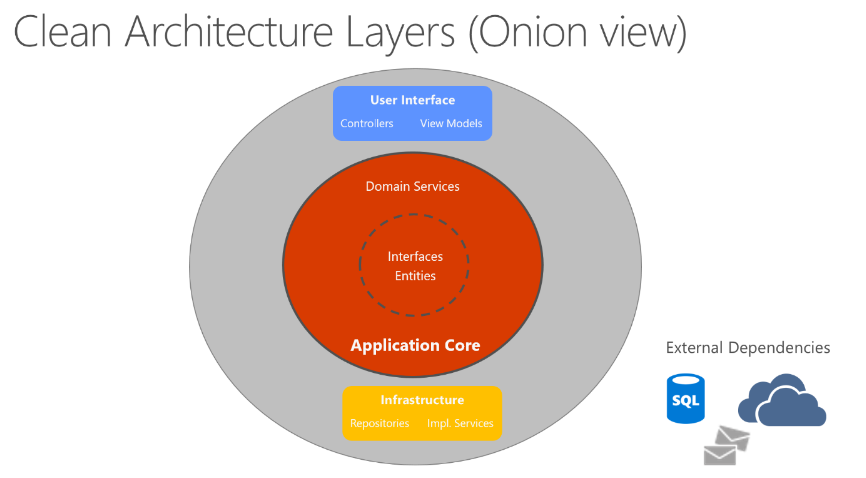 Clean Architecture Layers (Onion view)
User Interface
Controllers View Models
Domain Services
Interfaces
Entities
Application Core
Infrastructure
Repositories Impl. Services
External Dependencies
SQL